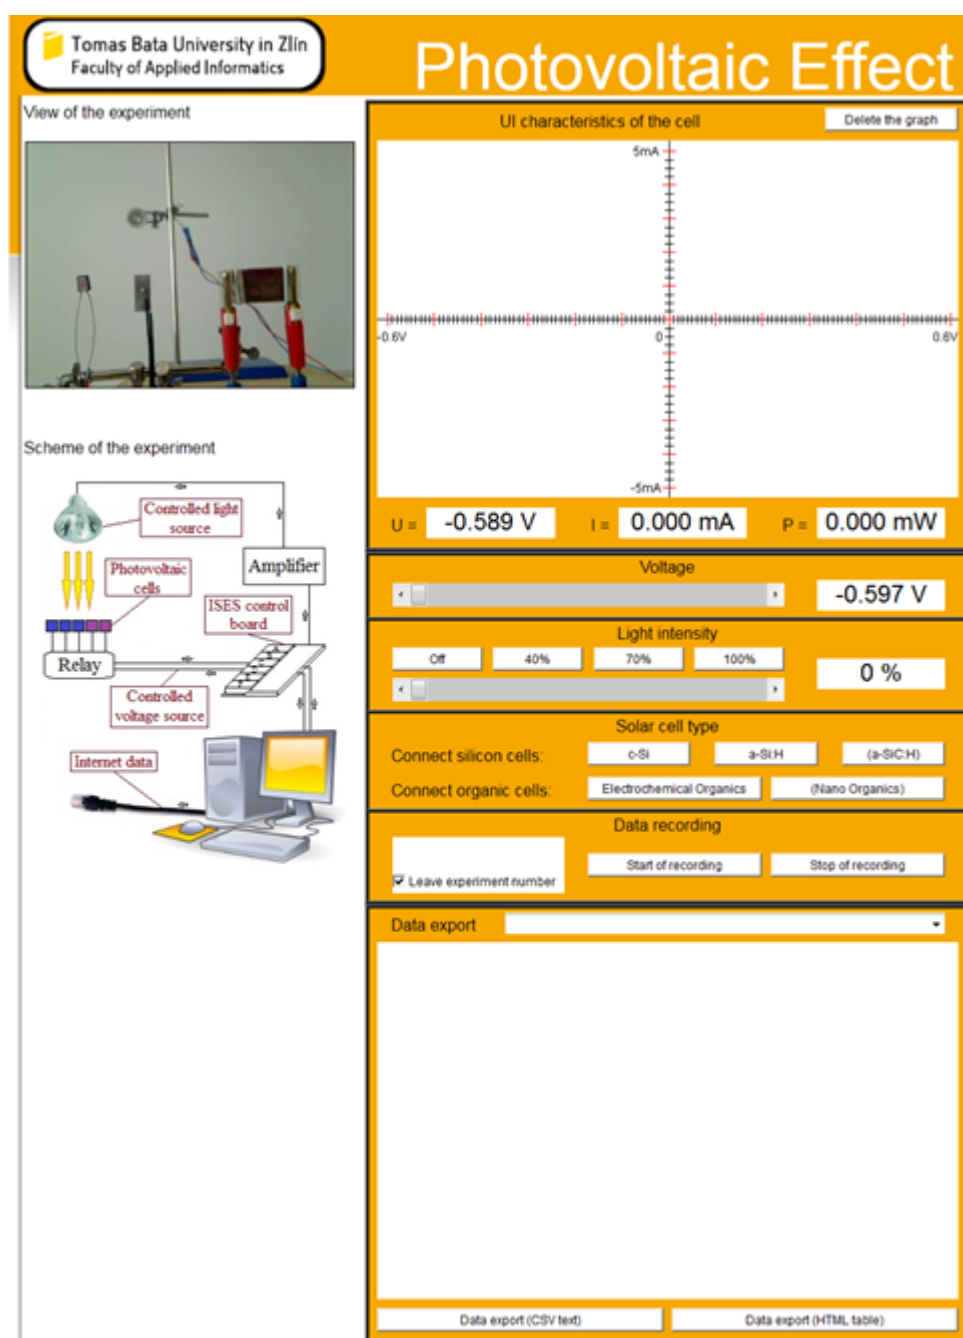 Tomas Bata University in Zlín
Faculty of Applied Informatics
Photovoltaic Effect
View of the experiment
UI characteristics of the cell
Delete the graph
5mA
-0.6V
0
0.6V
-5mA
U = -0.589 V I = 0.000 mA P = 0.000 mW
Voltage
-0.597 V
Light intensity
Off 40% 70% 100%
0 %
Solar cell type
Connect silicon cells: c-Si a-Si:H (a-SiC:H)
Connect organic cells: Electrochemical Organics (Nano Organics)
Data recording
Leave experiment number
Start of recording Stop of recording
Data export
Data export (CSV text) Data export (HTML table)
Scheme of the experiment
Controlled light
source
Amplifier
Photovoltaic
cells
ISES control
board
Relay
Controlled
voltage source
Internet data